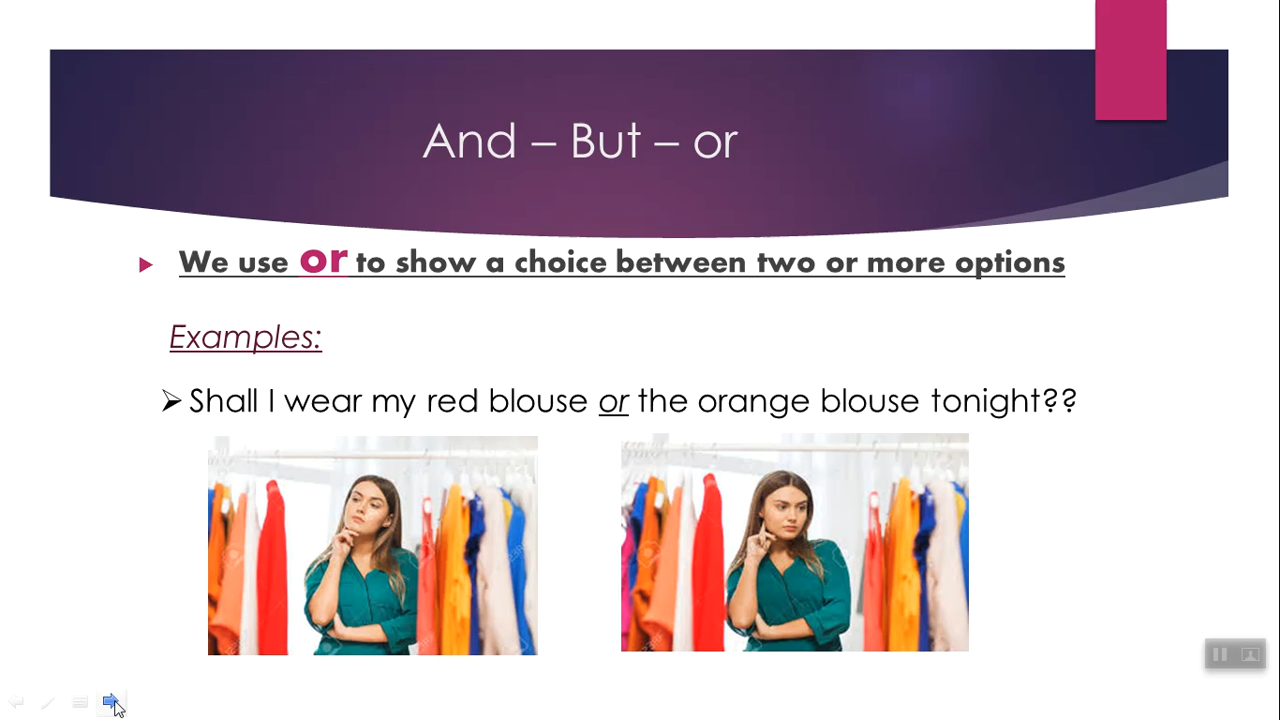 And – But – or
We use or to show a choice between two or more options
Examples:
Shall I wear my red blouse or the orange blouse tonight??